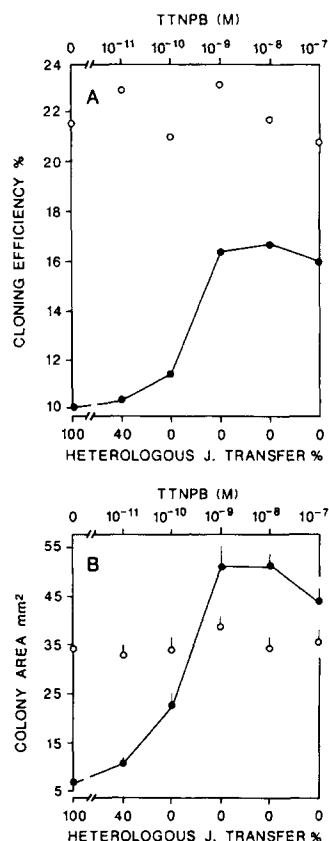 TTNPB (M)
0 10⁻¹¹ 10⁻¹⁰ 10⁻⁹ 10⁻⁸ 10⁻⁷
A
CLONING EFFICIENCY %
24
22
20
18
16
14
12
10
100 40 0 0 0 0
HETEROLOGOUS J. TRANSFER %
TTNPB (M)
0 10⁻¹¹ 10⁻¹⁰ 10⁻⁹ 10⁻⁸ 10⁻⁷
B
COLONY AREA mm²
55
45
35
25
15
5
100 40 0 0 0 0
HETEROLOGOUS J. TRANSFER %